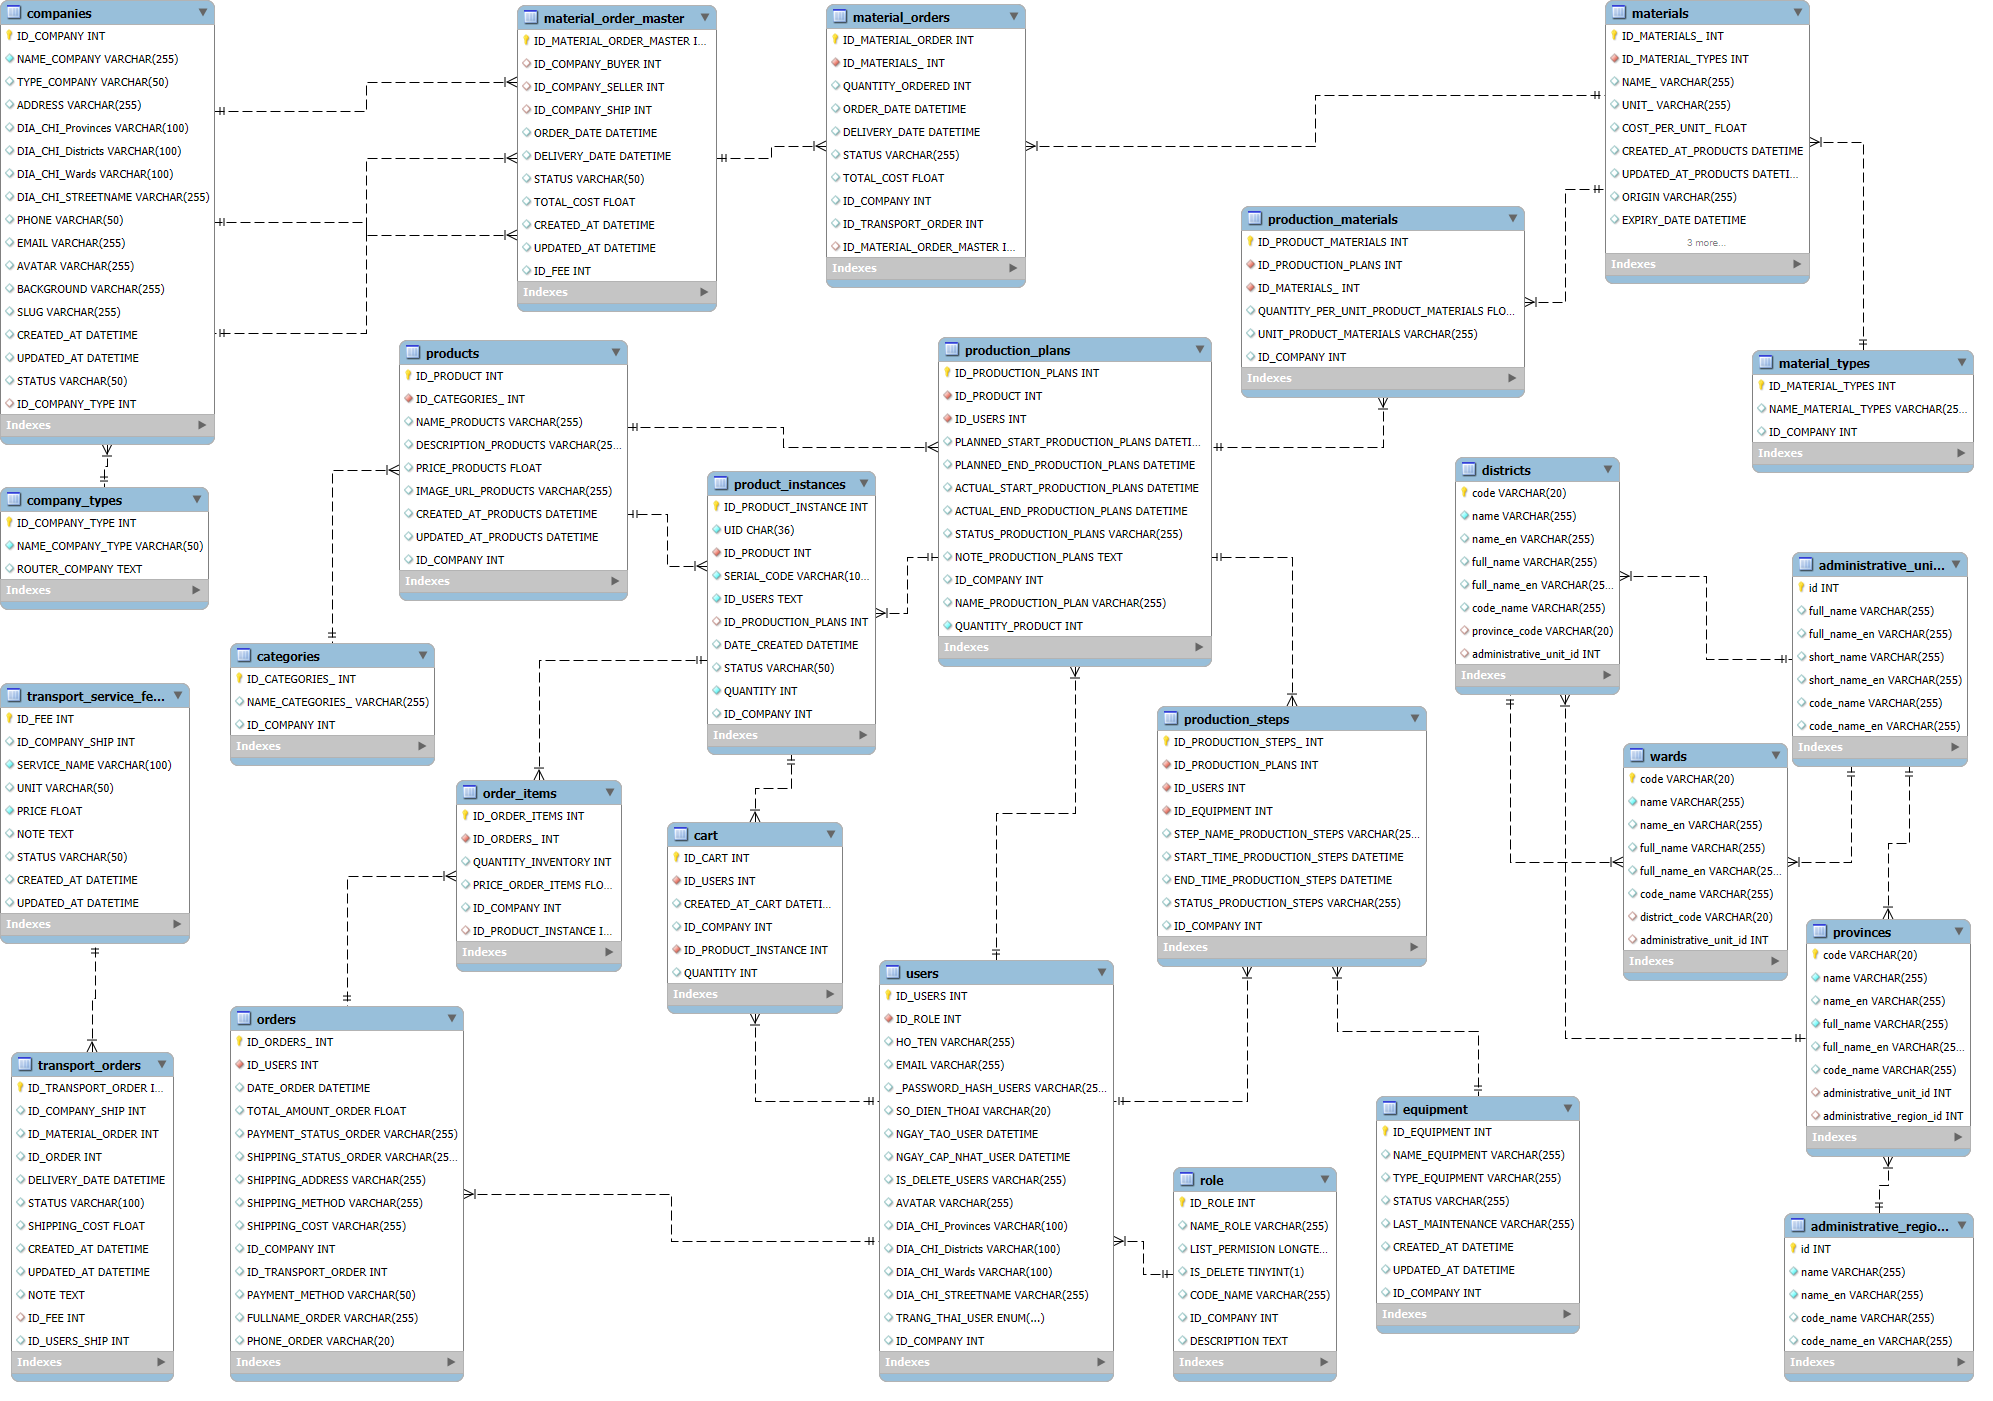 companies
ID_COMPANY INT
NAME_COMPANY VARCHAR(255)
TYPE_COMPANY VARCHAR(50)
ADDRESS VARCHAR(255)
DIA_CHI_Provinces VARCHAR(100)
DIA_CHI_Districts VARCHAR(100)
DIA_CHI_Wards VARCHAR(100)
DIA_CHI_STREETNAME VARCHAR(255)
PHONE VARCHAR(50)
EMAIL VARCHAR(255)
AVATAR VARCHAR(255)
BACKGROUND VARCHAR(255)
SLUG VARCHAR(255)
CREATED_AT DATETIME
UPDATED_AT DATETIME
STATUS VARCHAR(50)
ID_COMPANY_TYPE INT
Indexes
material_order_master
ID_MATERIAL_ORDER_MASTER I...
ID_COMPANY_BUYER INT
ID_COMPANY_SELLER INT
ID_COMPANY_SHIP INT
ORDER_DATE DATETIME
DELIVERY_DATE DATETIME
STATUS VARCHAR(50)
TOTAL_COST FLOAT
CREATED_AT DATETIME
UPDATED_AT DATETIME
ID_FEE INT
Indexes
material_orders
ID_MATERIAL_ORDER INT
ID_MATERIALS_ INT
QUANTITY_ORDERED INT
ORDER_DATE DATETIME
DELIVERY_DATE DATETIME
STATUS VARCHAR(255)
TOTAL_COST FLOAT
ID_COMPANY INT
ID_TRANSPORT_ORDER INT
ID_MATERIAL_ORDER_MASTER I...
Indexes
materials
ID_MATERIALS_ INT
ID_MATERIAL_TYPES INT
NAME_ VARCHAR(255)
UNIT_ VARCHAR(255)
COST_PER_UNIT_ FLOAT
CREATED_AT_PRODUCTS DATETIME
UPDATED_AT_PRODUCTS DATETI...
ORIGIN VARCHAR(255)
EXPIRY_DATE DATETIME
3 more...
Indexes
production_materials
ID_PRODUCT_MATERIALS INT
ID_PRODUCTION_PLANS INT
ID_MATERIALS_ INT
QUANTITY_PER_UNIT_PRODUCT_MATERIALS FLO...
UNIT_PRODUCT_MATERIALS VARCHAR(255)
ID_COMPANY INT
Indexes
material_types
ID_MATERIAL_TYPES INT
NAME_MATERIAL_TYPES VARCHAR(25...
ID_COMPANY INT
Indexes
products
ID_PRODUCT INT
ID_CATEGORIES_ INT
NAME_PRODUCTS VARCHAR(255)
DESCRIPTION_PRODUCTS VARCHAR(25...
PRICE_PRODUCTS FLOAT
IMAGE_URL_PRODUCTS VARCHAR(255)
CREATED_AT_PRODUCTS DATETIME
UPDATED_AT_PRODUCTS DATETIME
ID_COMPANY INT
Indexes
production_plans
ID_PRODUCTION_PLANS INT
ID_PRODUCT INT
ID_USERS INT
PLANNED_START_PRODUCTION_PLANS DATETI...
PLANNED_END_PRODUCTION_PLANS DATETIME
ACTUAL_START_PRODUCTION_PLANS DATETIME
ACTUAL_END_PRODUCTION_PLANS DATETIME
STATUS_PRODUCTION_PLANS VARCHAR(255)
NOTE_PRODUCTION_PLANS TEXT
ID_COMPANY INT
NAME_PRODUCTION_PLAN VARCHAR(255)
QUANTITY_PRODUCT INT
Indexes
product_instances
ID_PRODUCT_INSTANCE INT
UID CHAR(36)
ID_PRODUCT INT
SERIAL_CODE VARCHAR(10...
ID_USERS TEXT
ID_PRODUCTION_PLANS INT
DATE_CREATED DATETIME
STATUS VARCHAR(50)
QUANTITY INT
ID_COMPANY INT
Indexes
company_types
ID_COMPANY_TYPE INT
NAME_COMPANY_TYPE VARCHAR(50)
ROUTER_COMPANY TEXT
Indexes
categories
ID_CATEGORIES_ INT
NAME_CATEGORIES_ VARCHAR(255)
ID_COMPANY INT
Indexes
districts
code VARCHAR(20)
name VARCHAR(255)
name_en VARCHAR(255)
full_name VARCHAR(255)
full_name_en VARCHAR(25...
code_name VARCHAR(255)
province_code VARCHAR(20)
administrative_unit_id INT
Indexes
administrative_uni...
id INT
full_name VARCHAR(255)
full_name_en VARCHAR(255)
short_name VARCHAR(255)
short_name_en VARCHAR(255)
code_name VARCHAR(255)
code_name_en VARCHAR(255)
Indexes
transport_service_fe...
ID_FEE INT
ID_COMPANY_SHIP INT
SERVICE_NAME VARCHAR(100)
UNIT VARCHAR(50)
PRICE FLOAT
NOTE TEXT
STATUS VARCHAR(50)
CREATED_AT DATETIME
UPDATED_AT DATETIME
Indexes
order_items
ID_ORDER_ITEMS INT
ID_ORDERS_ INT
QUANTITY_INVENTORY INT
PRICE_ORDER_ITEMS FLO...
ID_COMPANY INT
ID_PRODUCT_INSTANCE I...
Indexes
cart
ID_CART INT
ID_USERS INT
CREATED_AT_CART DATETI...
ID_COMPANY INT
ID_PRODUCT_INSTANCE INT
QUANTITY INT
Indexes
production_steps
ID_PRODUCTION_STEPS_ INT
ID_PRODUCTION_PLANS INT
ID_USERS INT
ID_EQUIPMENT INT
STEP_NAME_PRODUCTION_STEPS VARCHAR(25...
START_TIME_PRODUCTION_STEPS DATETIME
END_TIME_PRODUCTION_STEPS DATETIME
STATUS_PRODUCTION_STEPS VARCHAR(255)
ID_COMPANY INT
Indexes
wards
code VARCHAR(20)
name VARCHAR(255)
name_en VARCHAR(255)
full_name VARCHAR(255)
full_name_en VARCHAR(25...
code_name VARCHAR(255)
district_code VARCHAR(20)
administrative_unit_id INT
Indexes
provinces
code VARCHAR(20)
name VARCHAR(255)
name_en VARCHAR(255)
full_name VARCHAR(255)
full_name_en VARCHAR(25...
code_name VARCHAR(255)
administrative_unit_id INT
administrative_region_id INT
Indexes
transport_orders
ID_TRANSPORT_ORDER I...
ID_COMPANY_SHIP INT
ID_MATERIAL_ORDER INT
ID_ORDER INT
DELIVERY_DATE DATETIME
STATUS VARCHAR(100)
SHIPPING_COST FLOAT
CREATED_AT DATETIME
UPDATED_AT DATETIME
NOTE TEXT
ID_FEE INT
ID_USERS_SHIP INT
Indexes
orders
ID_ORDERS_ INT
ID_USERS INT
DATE_ORDER DATETIME
TOTAL_AMOUNT_ORDER FLOAT
PAYMENT_STATUS_ORDER VARCHAR(255)
SHIPPING_STATUS_ORDER VARCHAR(25...
SHIPPING_ADDRESS VARCHAR(255)
SHIPPING_METHOD VARCHAR(255)
SHIPPING_COST VARCHAR(255)
ID_COMPANY INT
ID_TRANSPORT_ORDER INT
PAYMENT_METHOD VARCHAR(50)
FULLNAME_ORDER VARCHAR(255)
PHONE_ORDER VARCHAR(20)
Indexes
users
ID_USERS INT
ID_ROLE INT
HO_TEN VARCHAR(255)
EMAIL VARCHAR(255)
_PASSWORD_HASH_USERS VARCHAR(25...
SO_DIEN_THOAI VARCHAR(20)
NGAY_TAO_USER DATETIME
NGAY_CAP_NHAT_USER DATETIME
IS_DELETE_USERS VARCHAR(255)
AVATAR VARCHAR(255)
DIA_CHI_Provinces VARCHAR(100)
DIA_CHI_Districts VARCHAR(100)
DIA_CHI_Wards VARCHAR(100)
DIA_CHI_STREETNAME VARCHAR(255)
TRANG_THAI_USER ENUM(...)
ID_COMPANY INT
Indexes
role
ID_ROLE INT
NAME_ROLE VARCHAR(255)
LIST_PERMISION LONGTE...
IS_DELETE TINYINT(1)
CODE_NAME VARCHAR(255)
ID_COMPANY INT
DESCRIPTION TEXT
Indexes
equipment
ID_EQUIPMENT INT
NAME_EQUIPMENT VARCHAR(255)
TYPE_EQUIPMENT VARCHAR(255)
STATUS VARCHAR(255)
LAST_MAINTENANCE VARCHAR(255)
CREATED_AT DATETIME
UPDATED_AT DATETIME
ID_COMPANY INT
Indexes
administrative_regio...
id INT
name VARCHAR(255)
name_en VARCHAR(255)
code_name VARCHAR(255)
code_name_en VARCHAR(255)
Indexes